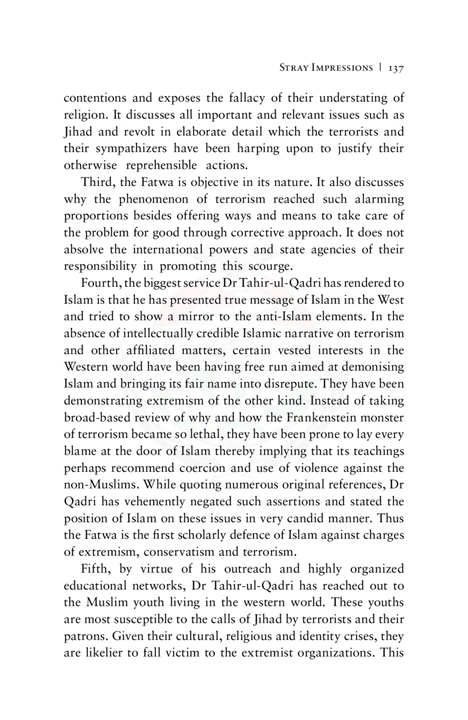 Stray Impressions | 137
contentions and exposes the fallacy of their understating of
religion. It discusses all important and relevant issues such as
Jihad and revolt in elaborate detail which the terrorists and
their sympathizers have been harping upon to justify their
otherwise reprehensible actions.
Third, the Fatwa is objective in its nature. It also discusses
why the phenomenon of terrorism reached such alarming
proportions besides offering ways and means to take care of
the problem for good through corrective approach. It does not
absolve the international powers and state agencies of their
responsibility in promoting this scourge.
Fourth, the biggest service Dr Tahir-ul-Qadri has rendered to
Islam is that he has presented true message of Islam in the West
and tried to show a mirror to the anti-Islam elements. In the
absence of intellectually credible Islamic narrative on terrorism
and other affiliated matters, certain vested interests in the
Western world have been having free run aimed at demonising
Islam and bringing its fair name into disrepute. They have been
demonstrating extremism of the other kind. Instead of taking
broad-based review of why and how the Frankenstein monster
of terrorism became so lethal, they have been prone to lay every
blame at the door of Islam thereby implying that its teachings
perhaps recommend coercion and use of violence against the
non-Muslims. While quoting numerous original references, Dr
Qadri has vehemently negated such assertions and stated the
position of Islam on these issues in very candid manner. Thus
the Fatwa is the first scholarly defence of Islam against charges
of extremism, conservatism and terrorism.
Fifth, by virtue of his outreach and highly organized
educational networks, Dr Tahir-ul-Qadri has reached out to
the Muslim youth living in the western world. These youths
are most susceptible to the calls of Jihad by terrorists and their
patrons. Given their cultural, religious and identity crises, they
are likelier to fall victim to the extremist organizations. This